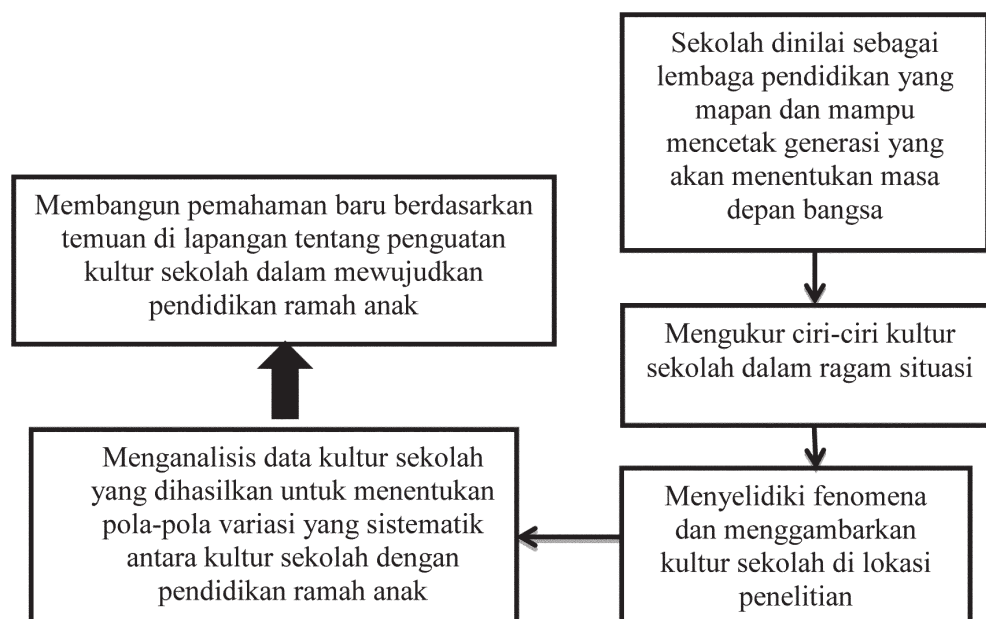 Sekolah dinilai sebagai
lembaga pendidikan yang
mapan dan mampu
mencetak generasi yang
akan menentukan masa
depan bangsa
Mengukur ciri-ciri kultur
sekolah dalam ragam situasi
Menyelidiki fenomena
dan menggambarkan
kultur sekolah di lokasi
penelitian
Menganalisis data kultur sekolah
yang dihasilkan untuk menentukan
pola-pola variasi yang sistematik
antara kultur sekolah dengan
pendidikan ramah anak
Membangun pemahaman baru berdasarkan
temuan di lapangan tentang penguatan
kultur sekolah dalam mewujudkan
pendidikan ramah anak